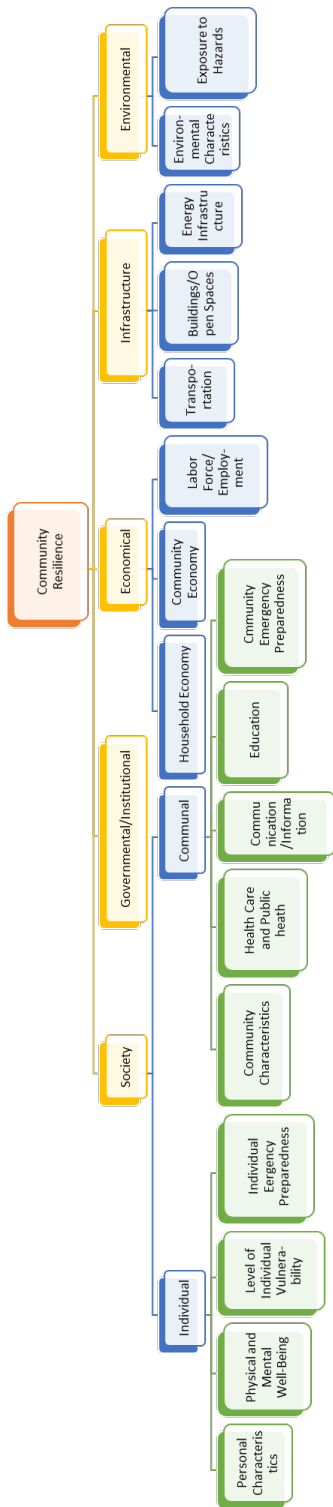 Community
Resilience
Society
Governmental/Institutional
Economical
Infrastructure
Environmental
Individual
Communal
Household Economy
Community
Economy
Labor
Force/
Employ-
ment
Transpo-
rtation
Buildings/O
pen Spaces
Energy
Infrastru
cture
Environ-
mental
Characte
ristics
Exposure to
Hazards
Personal
Characteris
tics
Physical and
Mental
Well-Being
Level of
Individual
Vulnera-
bility
Individual
Eergency
Preparedness
Community
Characteristics
Health Care
and Public
heath
Commu
nication
/Informa
tion
Education
Cmmunity
Emergency
Preparedness